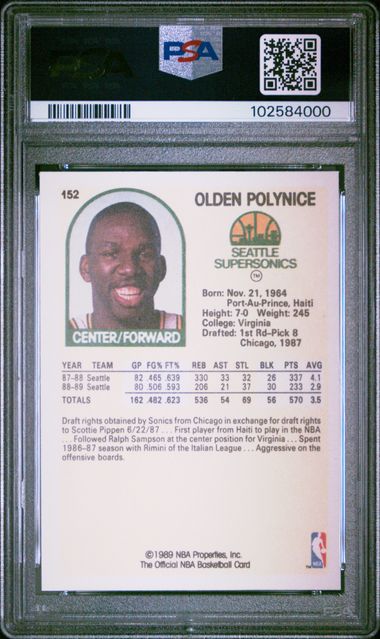 PSA
102584000
152
OLDEN POLYNICE
SEATTLE
SUPERSONICS
TM
CENTER/FORWARD
Born: Nov. 21, 1964
Port-Au-Prince, Haiti
Height: 7-0 Weight: 245
College: Virginia
Drafted: 1st Rd-Pick 8
Chicago, 1987
YEAR TEAM GP FG% FT% REB AST STL BLK PTS AVG
87-88 Seattle 82 .465 .639 330 33 32 26 337 4.1
88-89 Seattle 80 .506 .593 206 21 37 30 233 2.9
TOTALS 162 .482 .623 536 54 69 56 570 3.5
Draft rights obtained by Sonics from Chicago in exchange for draft rights
to Scottie Pippen 6/22/87 . . . First player from Haiti to play in the NBA
. . . Followed Ralph Sampson at the center position for Virginia . . . Spent
1986-87 season with Rimini of the Italian League . . . Aggressive on the
offensive boards.
©1989 NBA Properties, Inc.
The Official NBA Basketball Card
NBA